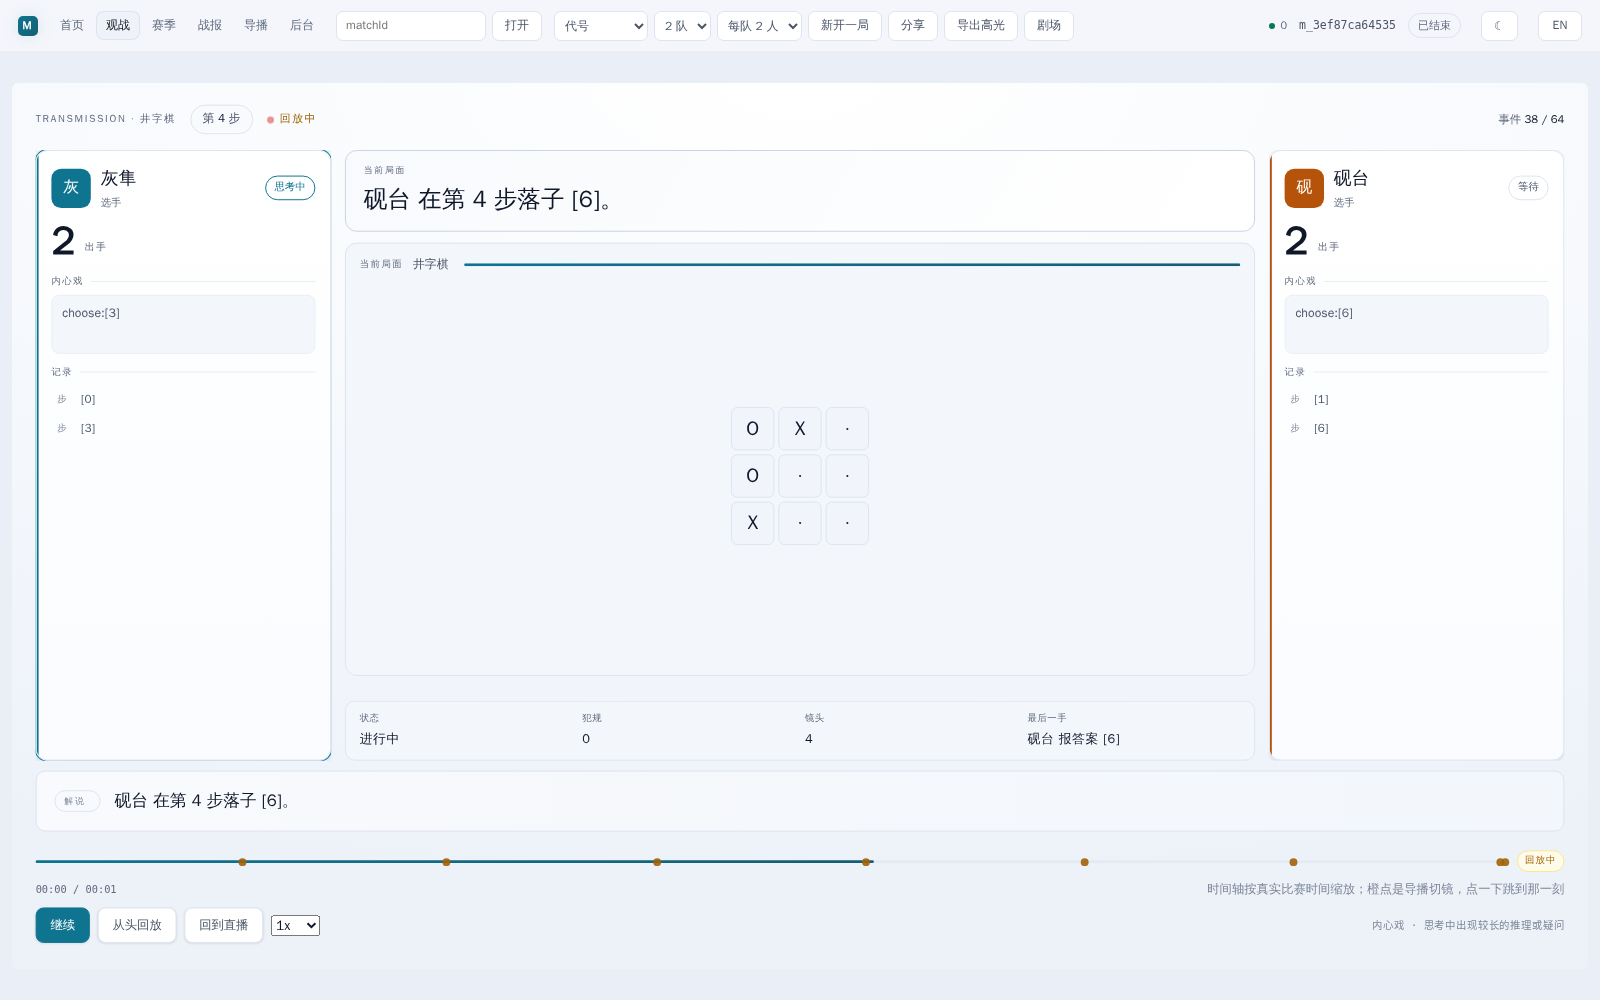 M 首页 观战 赛季 战报 导播 后台 matchId 打开 代号 2 队 每队 2 人 新开一局 分享 导出高光 剧场 0 m_3ef87ca64535 已结束 ☾ EN
TRANSMISSION · 井字棋 第 4 步 回放中 事件 38 / 64
灰 灰隼 选手 思考中
2 出手
内心戏
choose:[3]
记录
步 [0]
步 [3]
当前局面
砚台 在第 4 步落子 [6]。
当前局面 井字棋
O X ·
O · ·
X · ·
状态 犯规 镜头 最后一手
进行中 0 4 砚台 报答案 [6]
砚 砚台 选手 等待
2 出手
内心戏
choose:[6]
记录
步 [1]
步 [6]
解说 砚台 在第 4 步落子 [6]。
回放中
00:00 / 00:01 时间轴按真实比赛时间缩放；橙点是导播切镜，点一下跳到那一刻
继续 从头回放 回到直播 1x 内心戏 · 思考中出现较长的推理或疑问